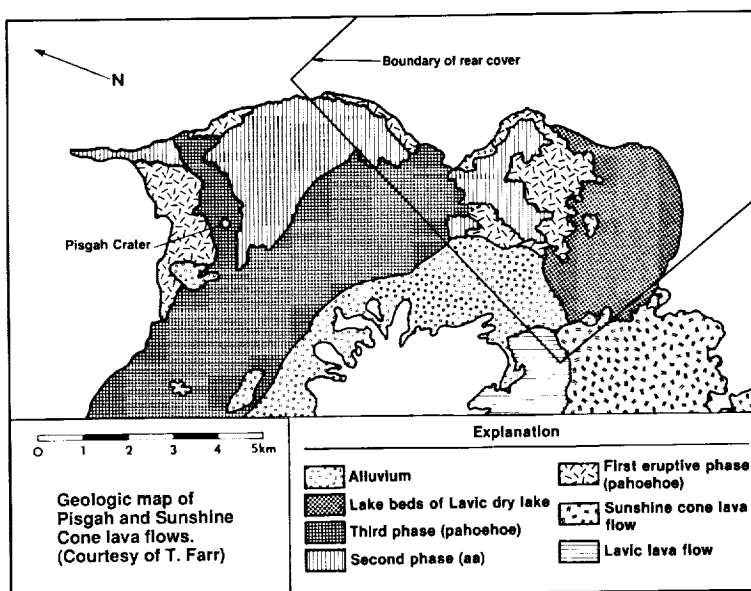 N
Boundary of rear cover
Pisgah Crater
0 1 2 3 4 5km
Geologic map of
Pisgah and Sunshine
Cone lava flows.
(Courtesy of T. Farr)
Explanation
Alluvium
Lake beds of Lavic dry lake
Third phase (pahoehoe)
Second phase (aa)
First eruptive phase
(pahoehoe)
Sunshine cone lava
flow
Lavic lava flow